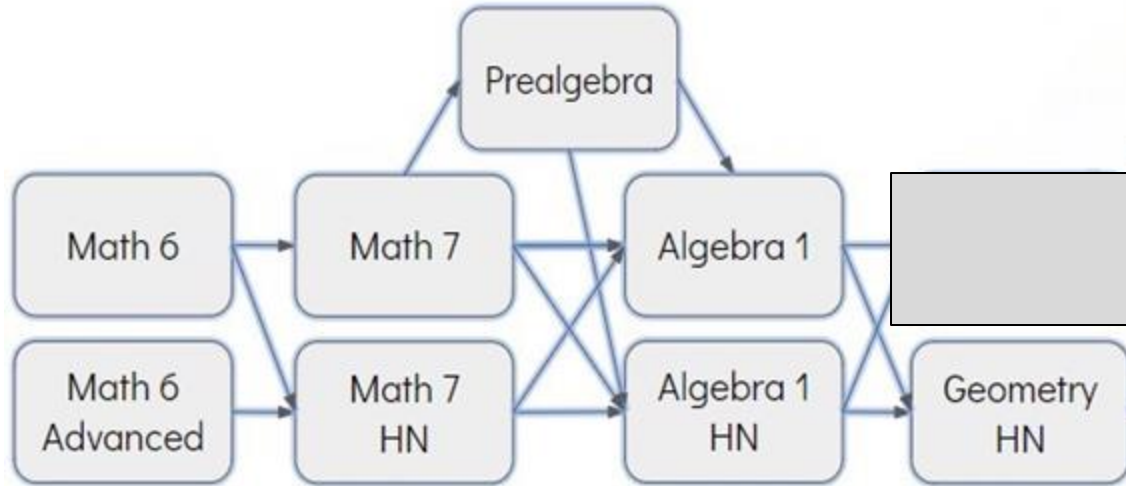 Prealgebra
Math 6
Math 7
Algebra 1
Math 6
Advanced
Math 7
HN
Algebra 1
HN
Geometry
HN